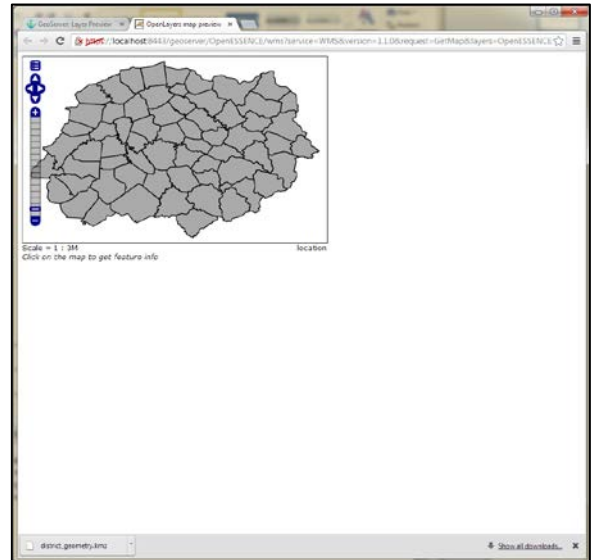 GeoServer: Layer Preview
OpenLayers map preview
https://localhost:8443/geoserver/OpenESSENCE/wms?service=WMS&version=1.1.0&request=GetMap&layers=OpenESSENCE:
Scale = 1 : 3M
location
Click on the map to get feature info
district_geometry.kmz
Show all downloads...